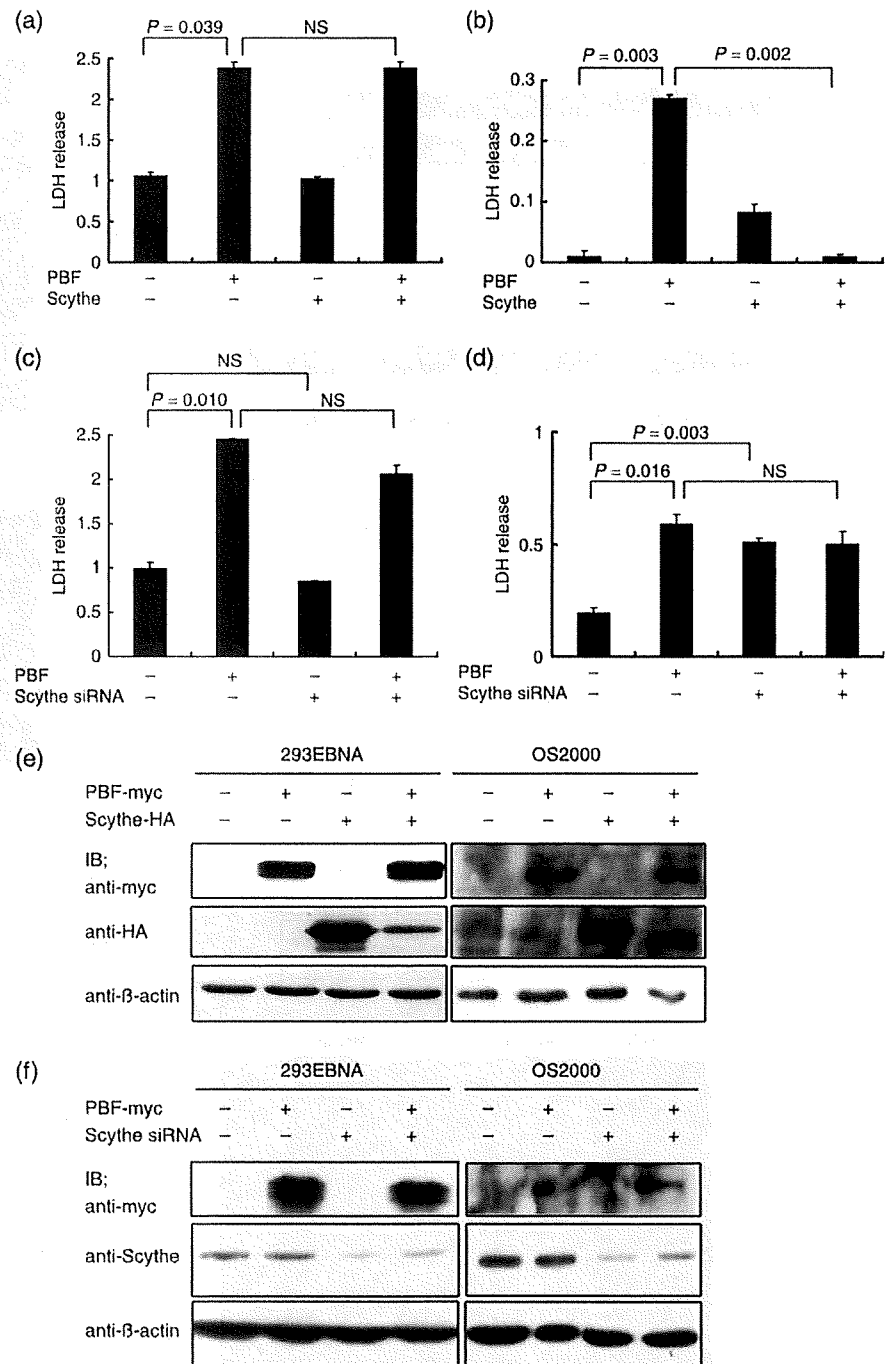 (a)
P = 0.039
NS
2.5
2
1.5
1
0.5
0
LDH release
PBF – + – +
Scythe – – + +
(b)
P = 0.003
P = 0.002
0.3
0.2
0.1
0
LDH release
PBF – + – +
Scythe – – + +
(c)
NS
P = 0.010
NS
2.5
2
1.5
1
0.5
0
LDH release
PBF – + – +
Scythe siRNA – – + +
(d)
P = 0.003
P = 0.016
NS
1
0.5
0
LDH release
PBF – + – +
Scythe siRNA – – + +
(e)
293EBNA OS2000
PBF-myc – + – + – + – +
Scythe-HA – – + + – – + +
IB;
anti-myc
anti-HA
anti-ß-actin
(f)
293EBNA OS2000
PBF-myc – + – + – + – +
Scythe siRNA – – + + – – + +
IB;
anti-myc
anti-Scythe
anti-ß-actin